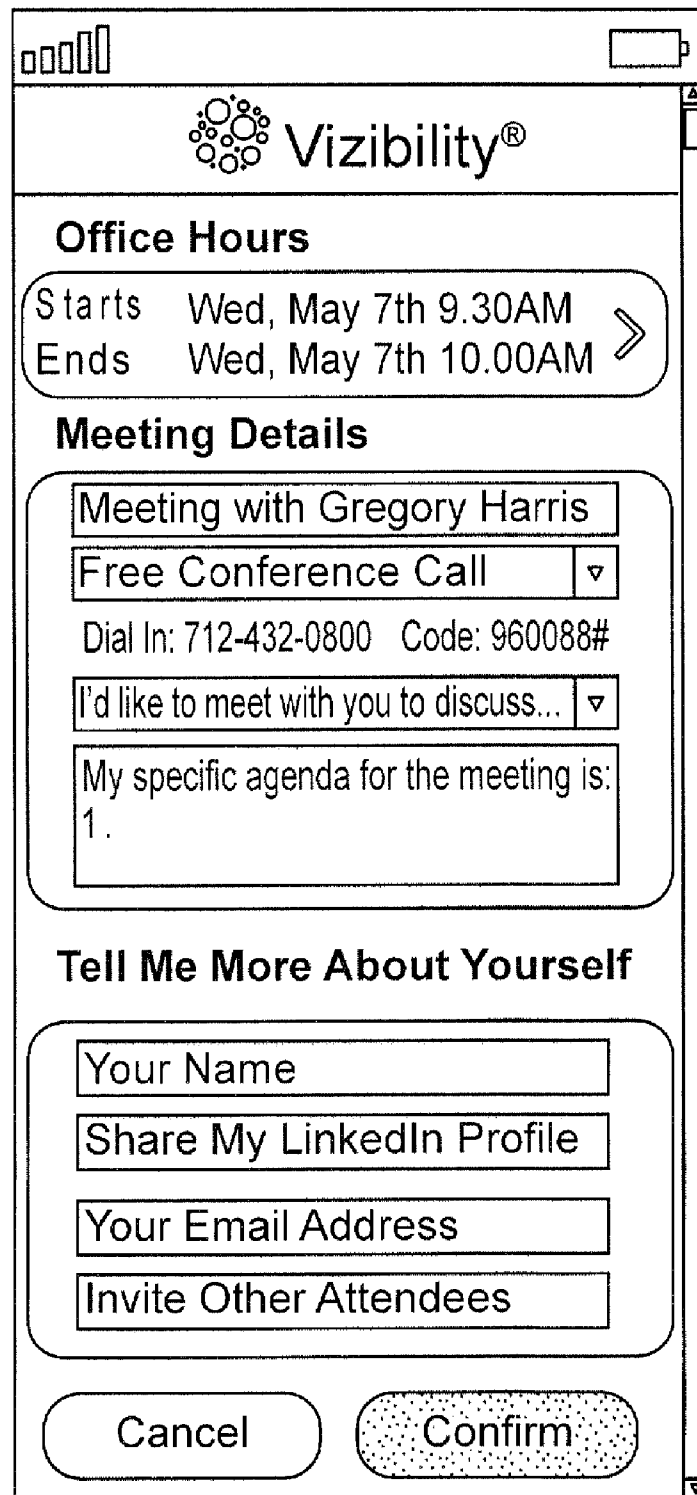 Vizibility®
Office Hours
Starts Wed, May 7th 9.30AM
Ends Wed, May 7th 10.00AM
Meeting Details
Meeting with Gregory Harris
Free Conference Call
Dial In: 712-432-0800 Code: 960088#
I'd like to meet with you to discuss...
My specific agenda for the meeting is:
1.
Tell Me More About Yourself
Your Name
Share My LinkedIn Profile
Your Email Address
Invite Other Attendees
Cancel Confirm